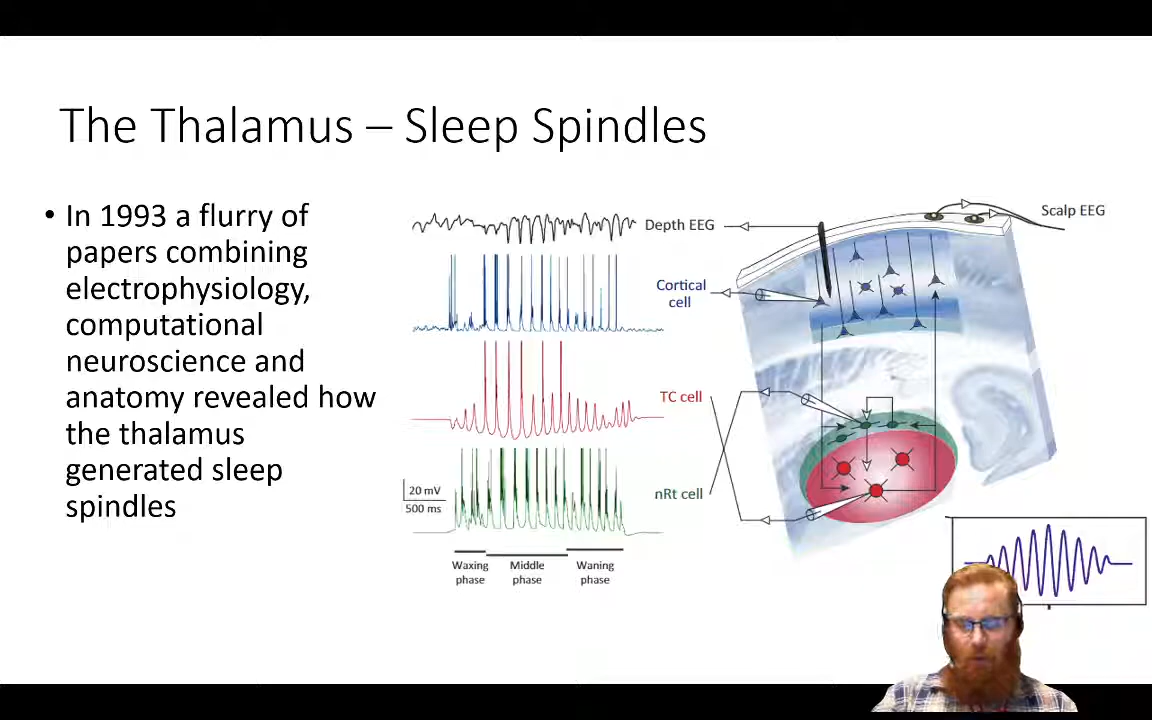 The Thalamus – Sleep Spindles
• In 1993 a flurry of
papers combining
electrophysiology,
computational
neuroscience and
anatomy revealed how
the thalamus
generated sleep
spindles
Depth EEG
Scalp EEG
Cortical
cell
TC cell
nRt cell
20 mV
500 ms
Waxing
phase
Middle
phase
Waning
phase